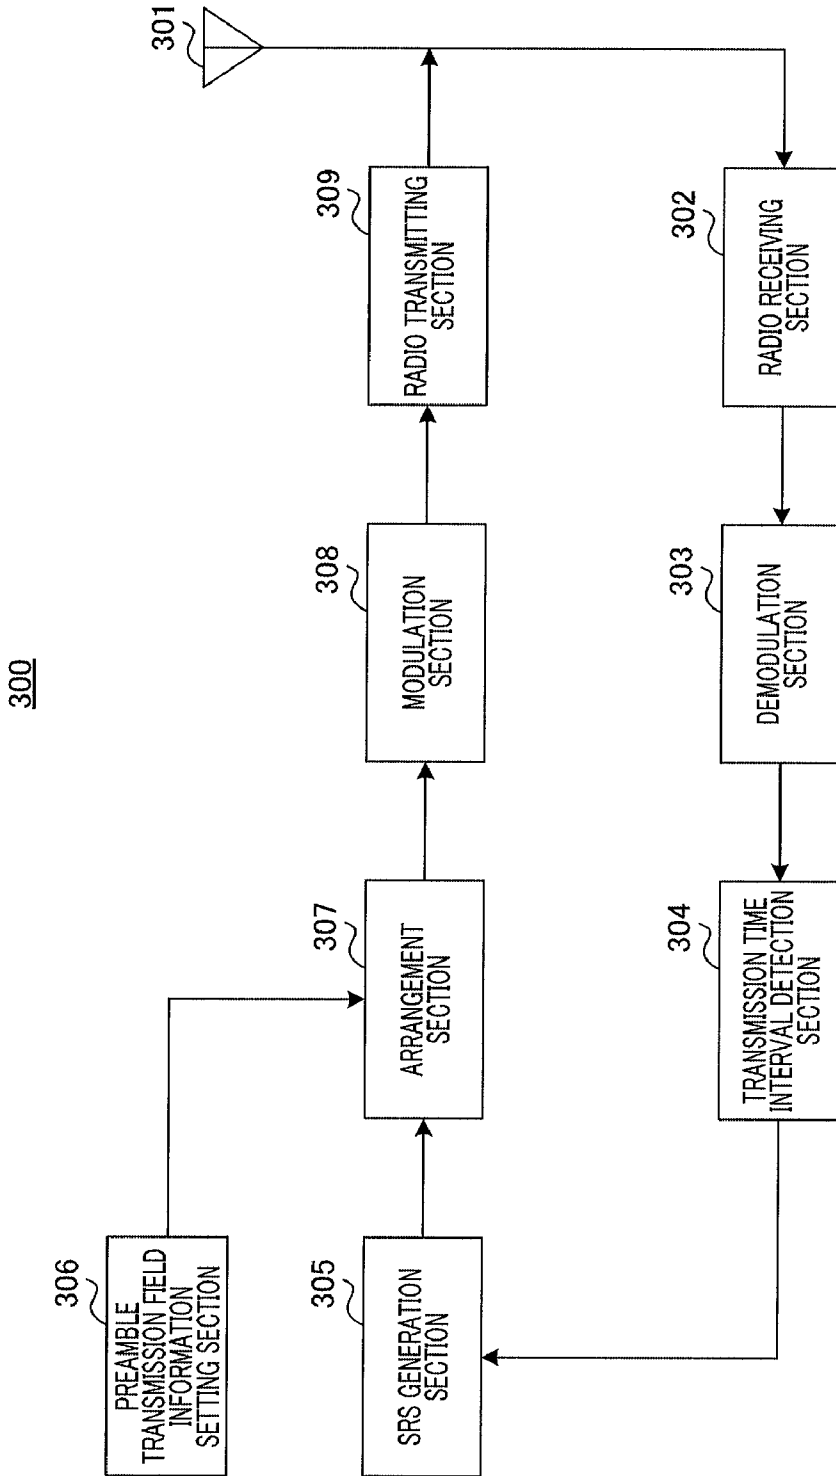 300
306
PREAMBLE
TRANSMISSION FIELD
INFORMATION
SETTING SECTION
305
SRS GENERATION
SECTION
307
ARRANGEMENT
SECTION
308
MODULATION
SECTION
309
RADIO TRANSMITTING
SECTION
301
304
TRANSMISSION TIME
INTERVAL DETECTION
SECTION
303
DEMODULATION
SECTION
302
RADIO RECEIVING
SECTION